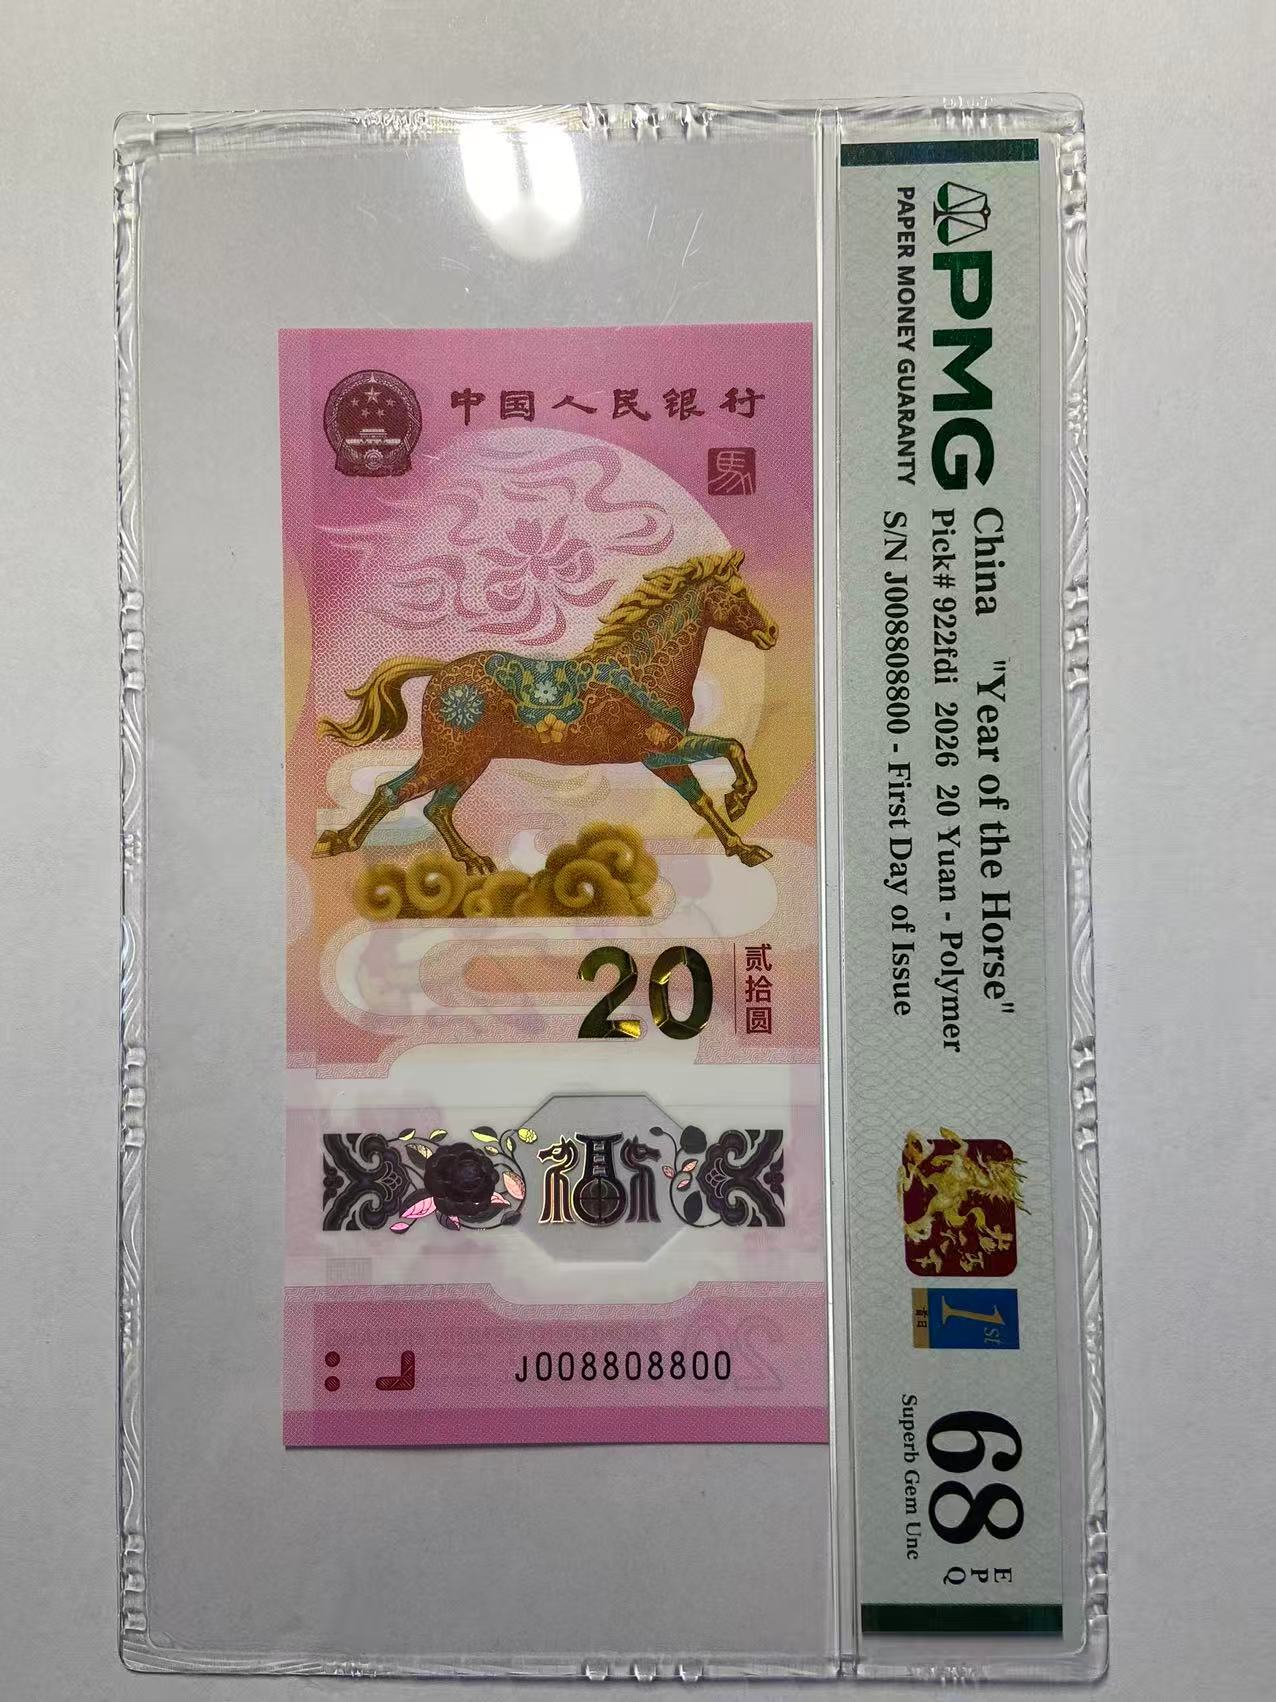 中国人民银行
馬
20
贰拾圆
J008808800
PMG
PAPER MONEY GUARANTY
China "Year of the Horse"
Pick# 922fdi 2026 20 Yuan - Polymer
S/N J008808800 - First Day of Issue
1st
首日
68
EPQ
Superb Gem Unc